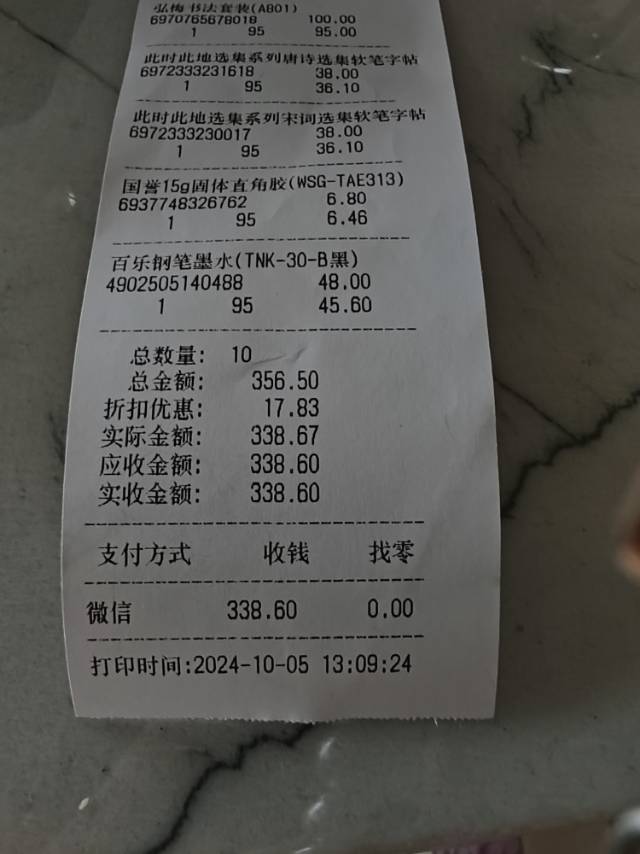 弘梅书法套装(AB01)
6970765678018 100.00
1 95 95.00
此时此地选集系列唐诗选集软笔字帖
6972333231618 38.00
1 95 36.10
此时此地选集系列宋词选集软笔字帖
6972333230017 38.00
1 95 36.10
国誉15g固体直角胶(WSG-TAE313)
6937748326762 6.80
1 95 6.46
百乐钢笔墨水(TNK-30-B黑)
4902505140488 48.00
1 95 45.60
总数量: 10
总金额: 356.50
折扣优惠: 17.83
实际金额: 338.67
应收金额: 338.60
实收金额: 338.60
支付方式 收钱 找零
微信 338.60 0.00
打印时间:2024-10-05 13:09:24